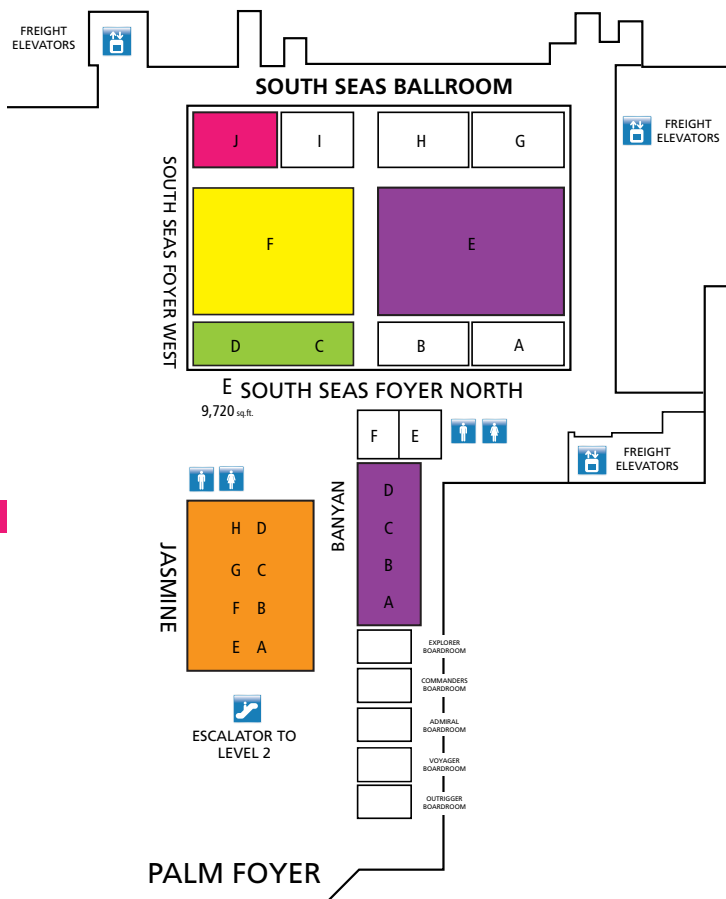 FREIGHT
ELEVATORS
SOUTH SEAS BALLROOM
FREIGHT
ELEVATORS
J I H G
SOUTH SEAS FOYER WEST
F E
D C B A
E SOUTH SEAS FOYER NORTH
9,720 sq.ft.
F E
FREIGHT
ELEVATORS
BANYAN
D
C
B
A
JASMINE
H D
G C
F B
E A
EXPLORER
BOARDROOM
COMMANDERS
BOARDROOM
ADMIRAL
BOARDROOM
VOYAGER
BOARDROOM
OUTRIGGER
BOARDROOM
ESCALATOR TO
LEVEL 2
PALM FOYER